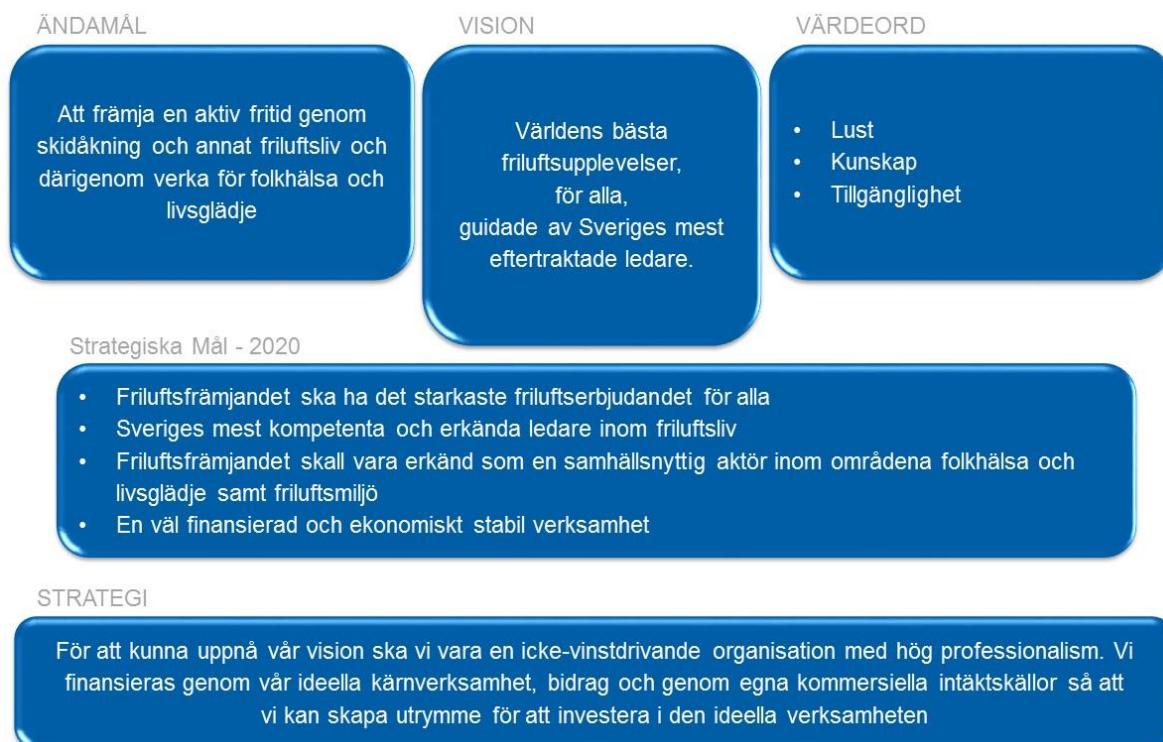 ÄNDAMÅL
Att främja en aktiv fritid genom
skidåkning och annat friluftsliv och
därigenom verka för folkhälsa och
livsglädje
VISION
Världens bästa
friluftsupplevelser,
för alla,
guidade av Sveriges mest
eftertraktade ledare.
VÄRDEORD
• Lust
• Kunskap
• Tillgänglighet
Strategiska Mål - 2020
• Friluftsfrämjandet ska ha det starkaste friluftserbjudandet för alla
• Sveriges mest kompetenta och erkända ledare inom friluftsliv
• Friluftsfrämjandet skall vara erkänd som en samhällsnyttig aktör inom områdena folkhälsa och
livsglädje samt friluftsmiljö
• En väl finansierad och ekonomiskt stabil verksamhet
STRATEGI
För att kunna uppnå vår vision ska vi vara en icke-vinstdrivande organisation med hög professionalism. Vi
finansieras genom vår ideella kärnverksamhet, bidrag och genom egna kommersiella intäktskällor så att
vi kan skapa utrymme för att investera i den ideella verksamheten